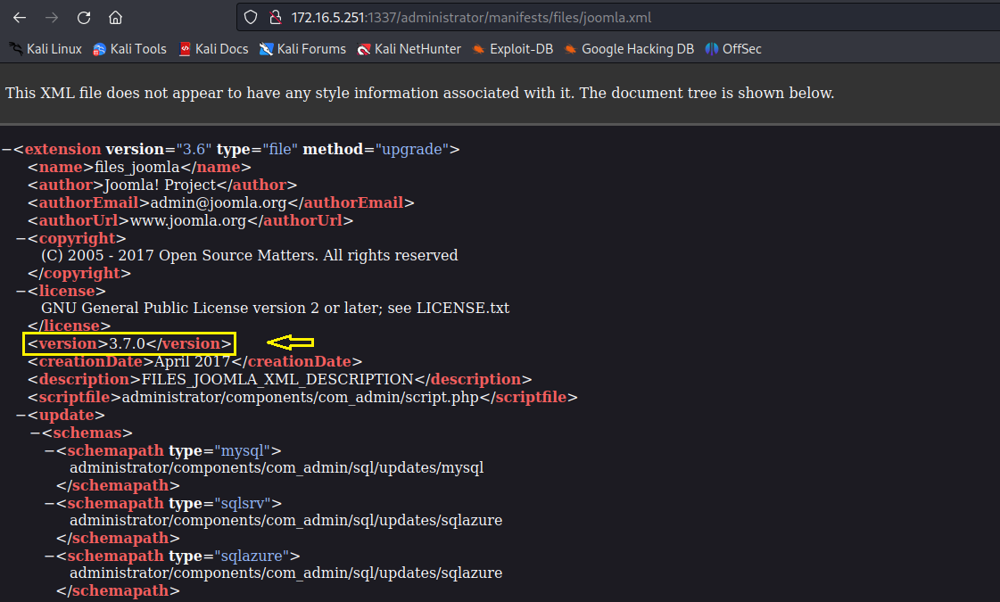 172.16.5.251:1337/administrator/manifests/files/joomla.xml
Kali Linux Kali Tools Kali Docs Kali Forums Kali NetHunter Exploit-DB Google Hacking DB OffSec
This XML file does not appear to have any style information associated with it. The document tree is shown below.
−<extension version="3.6" type="file" method="upgrade">
<name>files_joomla</name>
<author>Joomla! Project</author>
<authorEmail>admin@joomla.org</authorEmail>
<authorUrl>www.joomla.org</authorUrl>
−<copyright>
(C) 2005 - 2017 Open Source Matters. All rights reserved
</copyright>
−<license>
GNU General Public License version 2 or later; see LICENSE.txt
</license>
<version>3.7.0</version>
<creationDate>April 2017</creationDate>
<description>FILES_JOOMLA_XML_DESCRIPTION</description>
<scriptfile>administrator/components/com_admin/script.php</scriptfile>
−<update>
−<schemas>
−<schemapath type="mysql">
administrator/components/com_admin/sql/updates/mysql
</schemapath>
−<schemapath type="sqlsrv">
administrator/components/com_admin/sql/updates/sqlazure
</schemapath>
−<schemapath type="sqlazure">
administrator/components/com_admin/sql/updates/sqlazure
</schemapath>